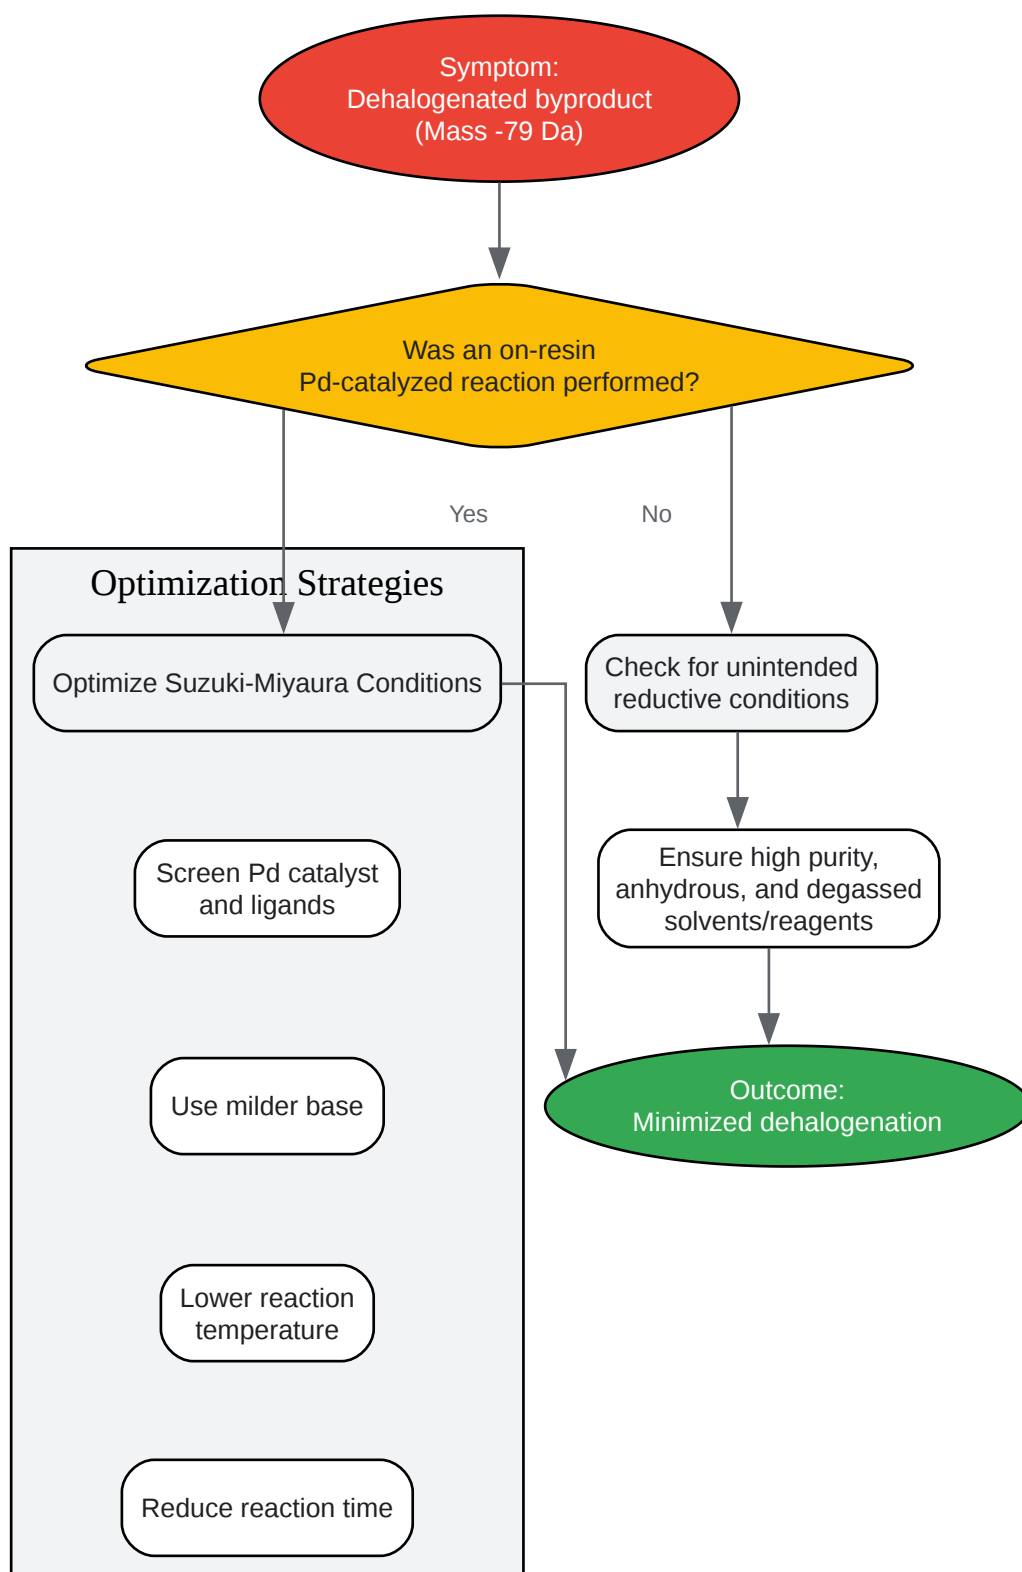 Symptom:
Dehalogenated byproduct
(Mass -79 Da)
Was an on-resin
Pd-catalyzed reaction performed?
Yes
No
Optimization Strategies
Optimize Suzuki-Miyaura Conditions
Check for unintended
reductive conditions
Screen Pd catalyst
and ligands
Ensure high purity,
anhydrous, and degassed
solvents/reagents
Use milder base
Outcome:
Minimized dehalogenation
Lower reaction
temperature
Reduce reaction time